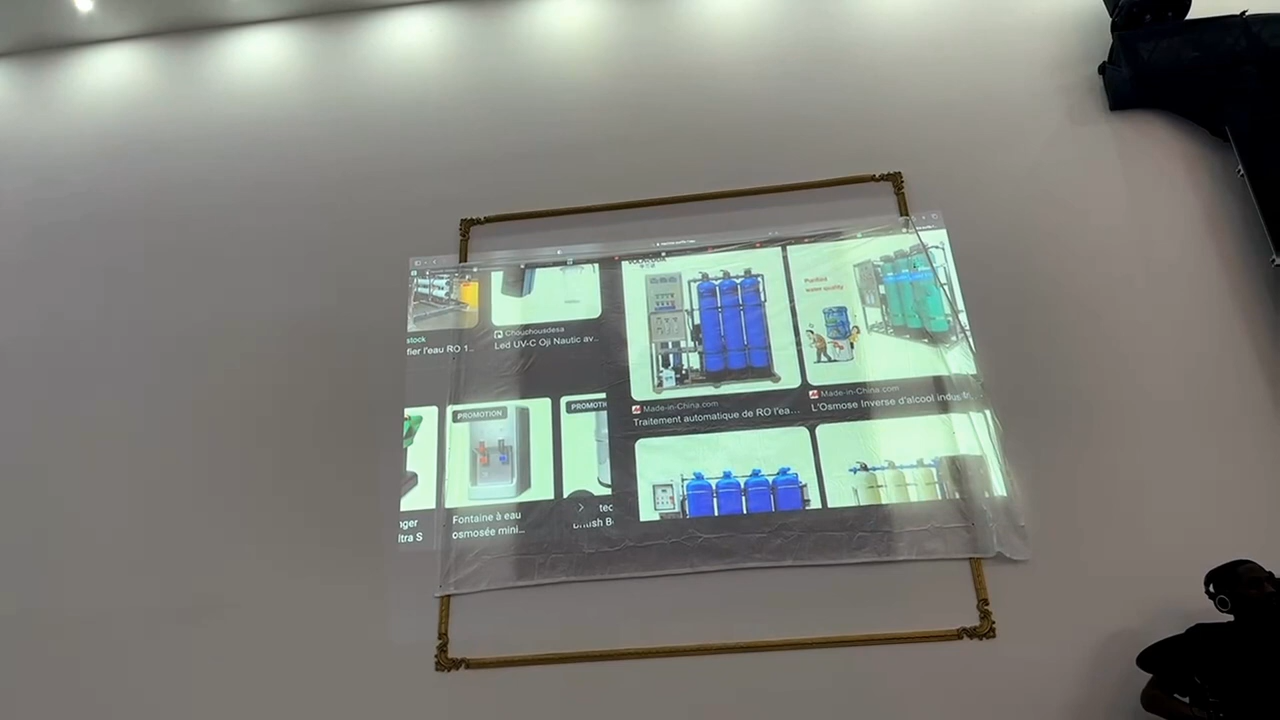 stock
fier l'eau RO 1..
Chouchousdesa
Led UV-C Oji Nautic av..
Made-in-China.com
Traitement automatique de RO l'ea...
Purified
water quality
Made-in-China.com
L'Osmose Inverse d'alcool indust
nger
ltra S
PROMOTION
Fontaine à eau
osmosée mini...
PROMOTI
tec
British B